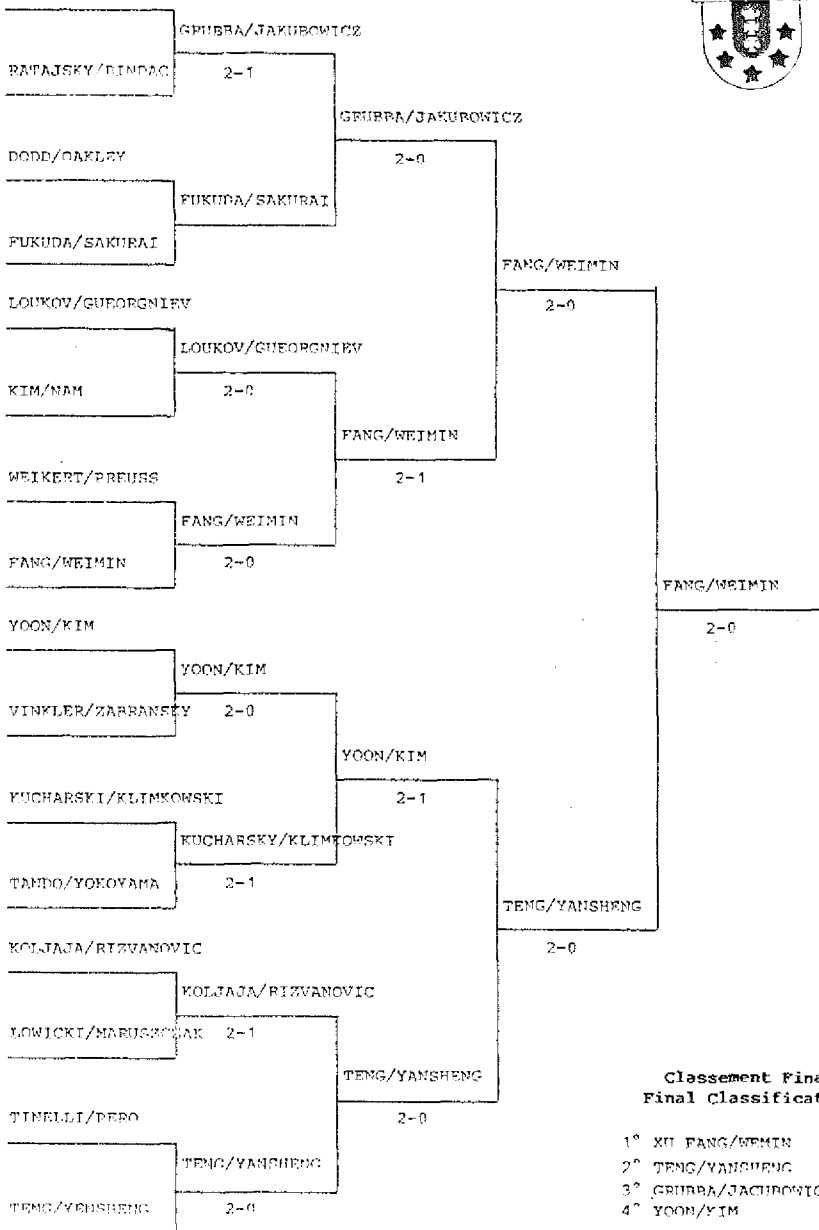 GRUBBA/JAKUBOWICZ
RATAJSKY/BINDAC 2-1
GRUBBA/JAKUBOWICZ
DODD/OAKLEY
2-0
FUKUDA/SAKURAI
FUKUDA/SAKURAI
FANG/WEIMIN
LOUKOV/GUEORGNIEV
2-0
LOUKOV/GUEORGNIEV
KIM/NAM 2-0
FANG/WEIMIN
WEIKERT/PREUSS
2-1
FANG/WEIMIN
FANG/WEIMIN 2-0
FANG/WEIMIN
YOON/KIM
2-0
YOON/KIM
VINKLER/ZABRANSKY 2-0
YOON/KIM
KUCHARSKI/KLIMKOWSKI
2-1
KUCHARSKY/KLIMKOWSKI
TANDO/YOKOYAMA 2-1
TENG/YANSHENG
KOLJAJA/RIZVANOVIC
2-0
KOLJAJA/RIZVANOVIC
LOWICKI/MARUSZCZAK 2-1
TENG/YANSHENG
TINELLI/PERO
2-0
TENG/YANSHENG
TENG/YENSHENG 2-0
Classement Fina
Final Classificat
1° XU FANG/WEMIN
2° TENG/YANSHENG
3° GRUBBA/JACUBOWIC
4° YOON/KIM